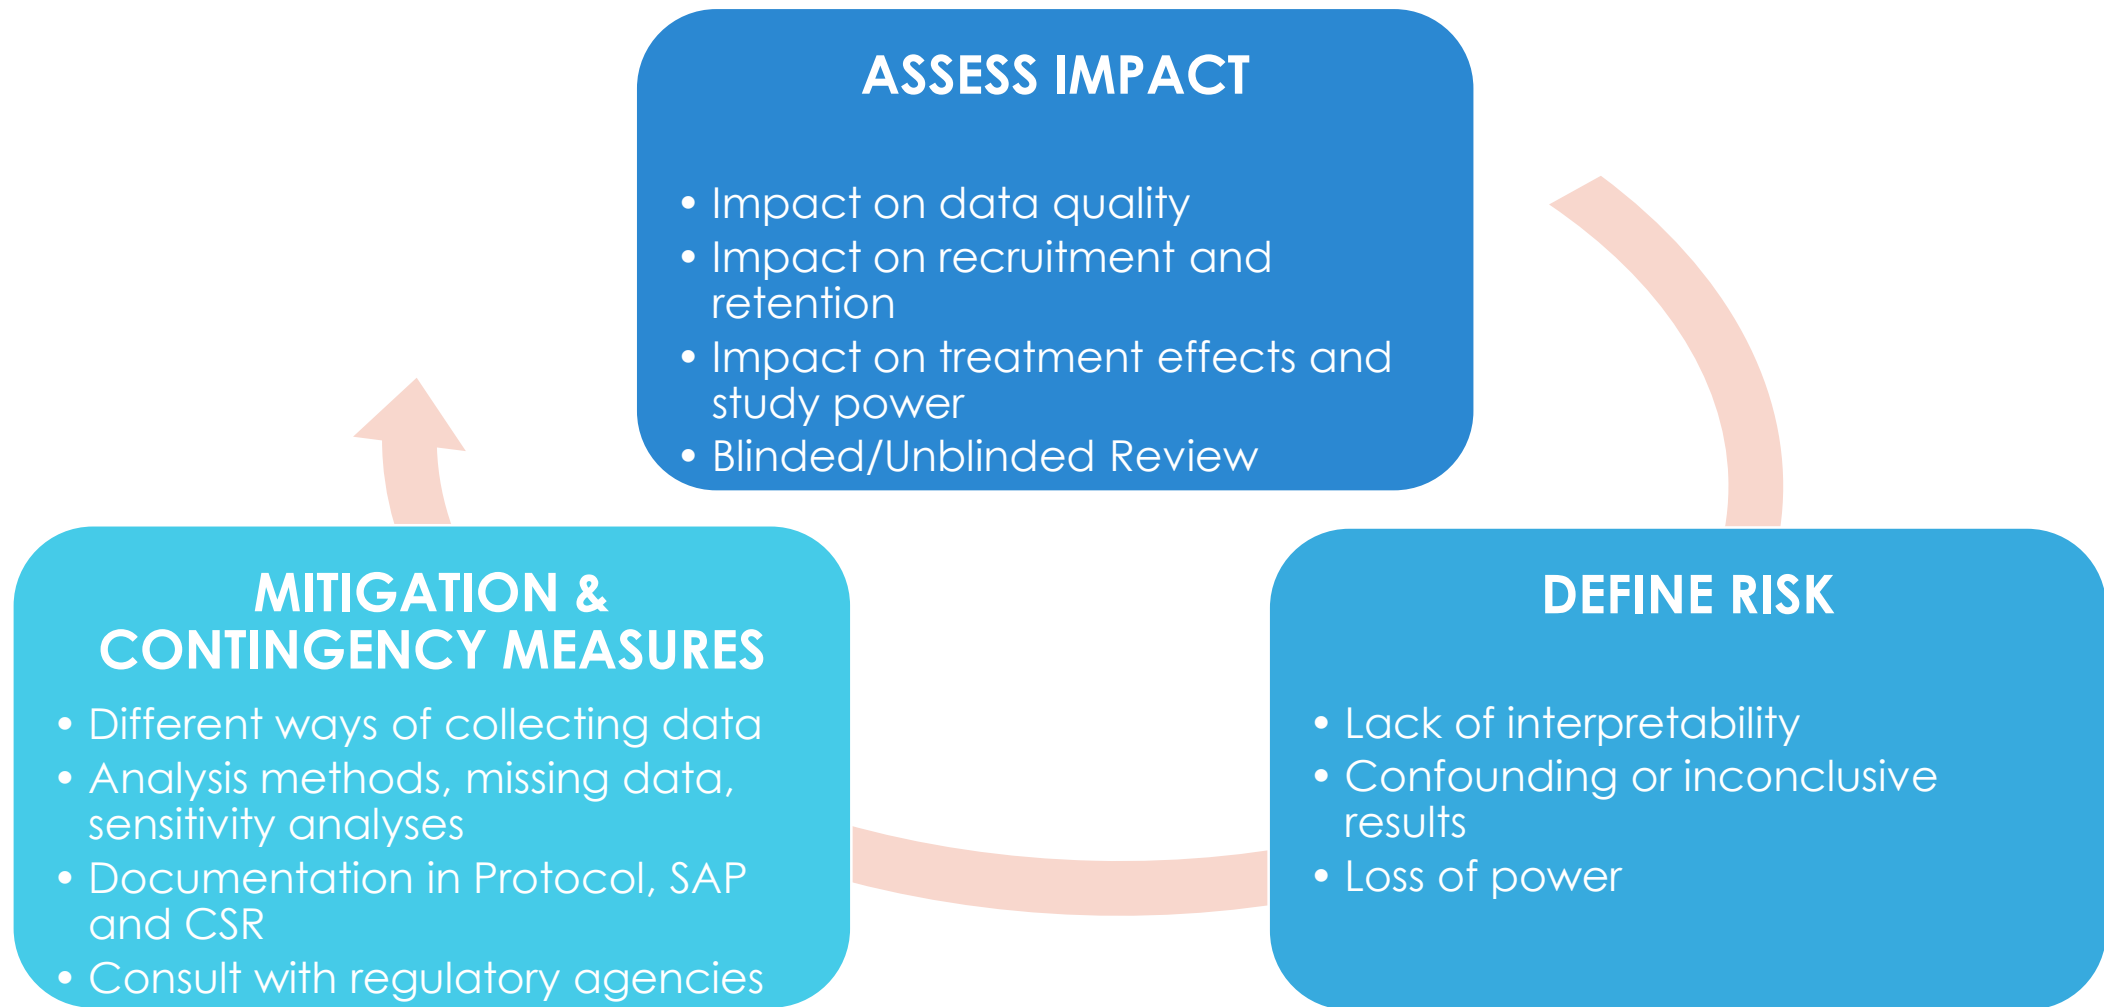 ASSESS IMPACT
• Impact on data quality
• Impact on recruitment and
retention
• Impact on treatment effects and
study power
• Blinded/Unblinded Review
MITIGATION &
CONTINGENCY MEASURES
• Different ways of collecting data
• Analysis methods, missing data,
sensitivity analyses
• Documentation in Protocol, SAP
and CSR
• Consult with regulatory agencies
DEFINE RISK
• Lack of interpretability
• Confounding or inconclusive
results
• Loss of power